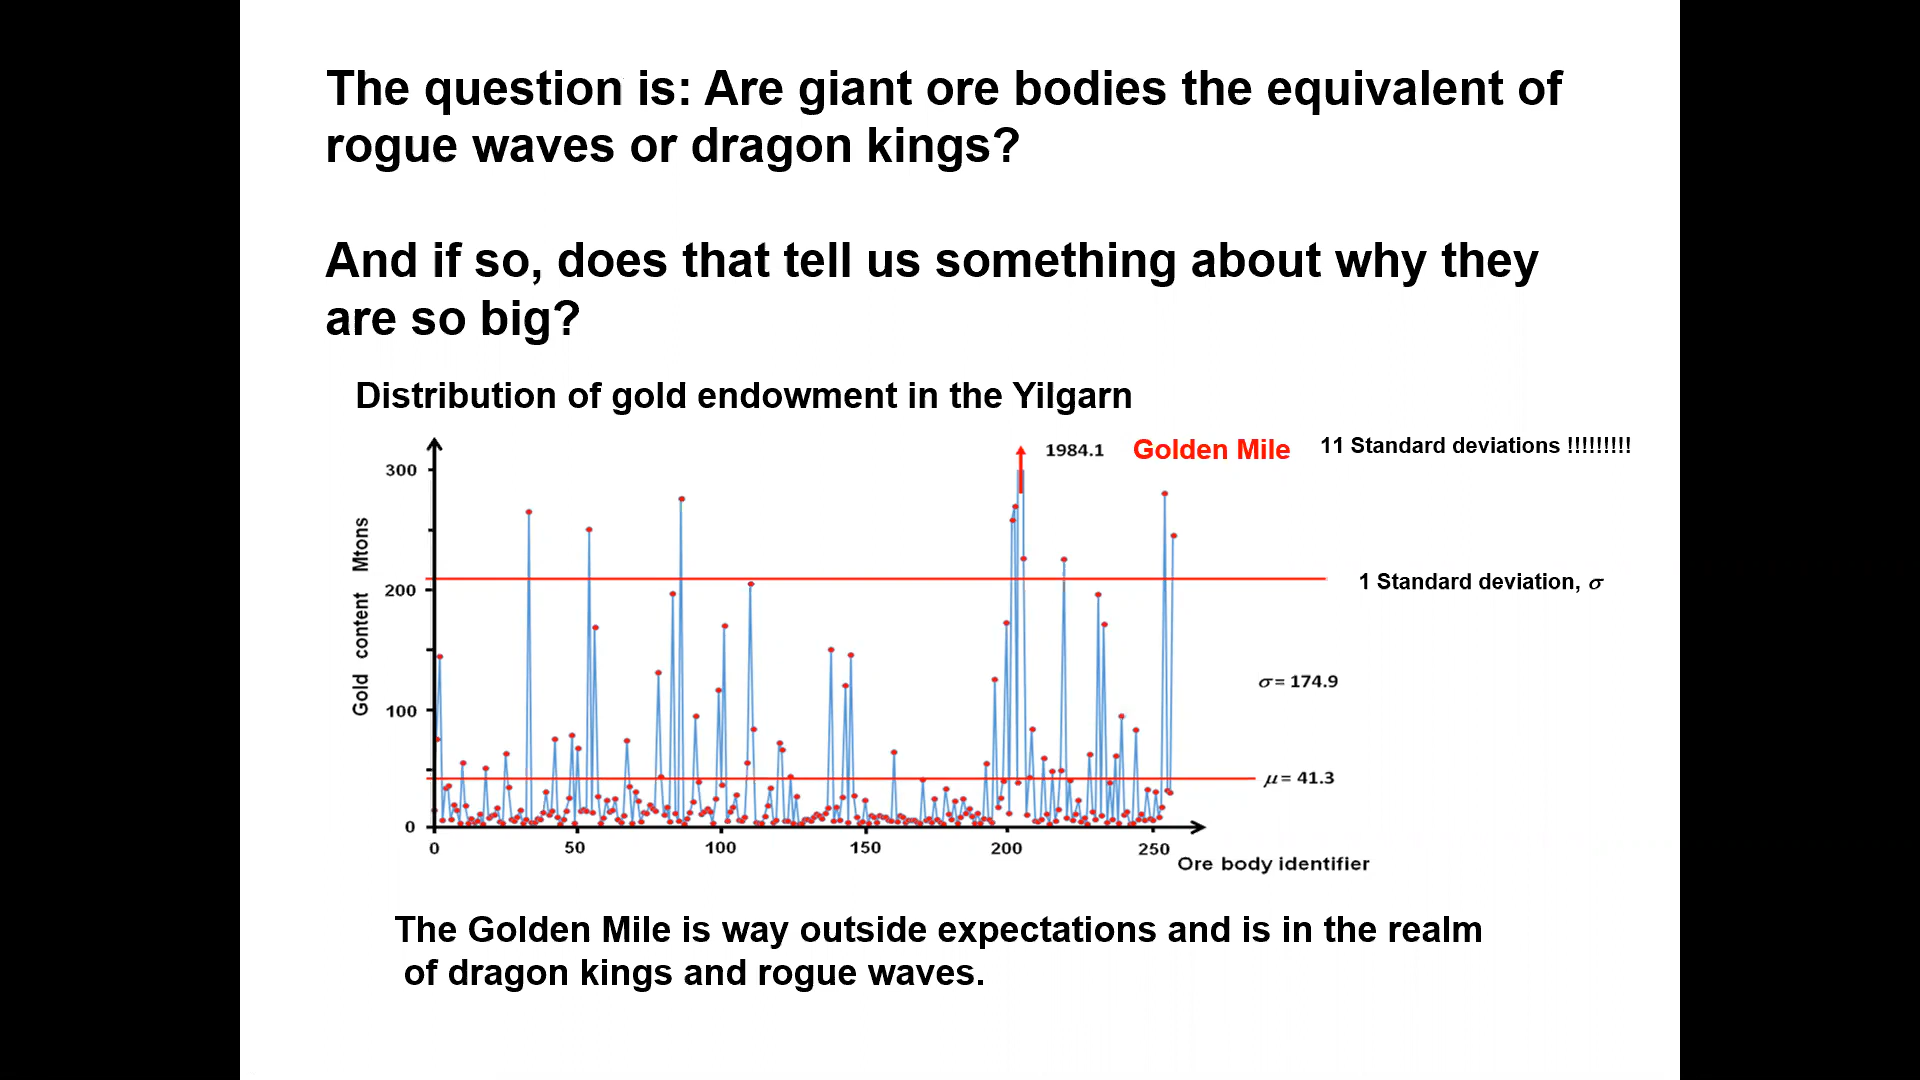 The question is: Are giant ore bodies the equivalent of
rogue waves or dragon kings?
And if so, does that tell us something about why they
are so big?
Distribution of gold endowment in the Yilgarn
1984.1 Golden Mile 11 Standard deviations !!!!!!!!!
300
200
100
0
Gold content Mtons
1 Standard deviation, σ
σ = 174.9
μ = 41.3
0 50 100 150 200 250
Ore body identifier
The Golden Mile is way outside expectations and is in the realm
of dragon kings and rogue waves.